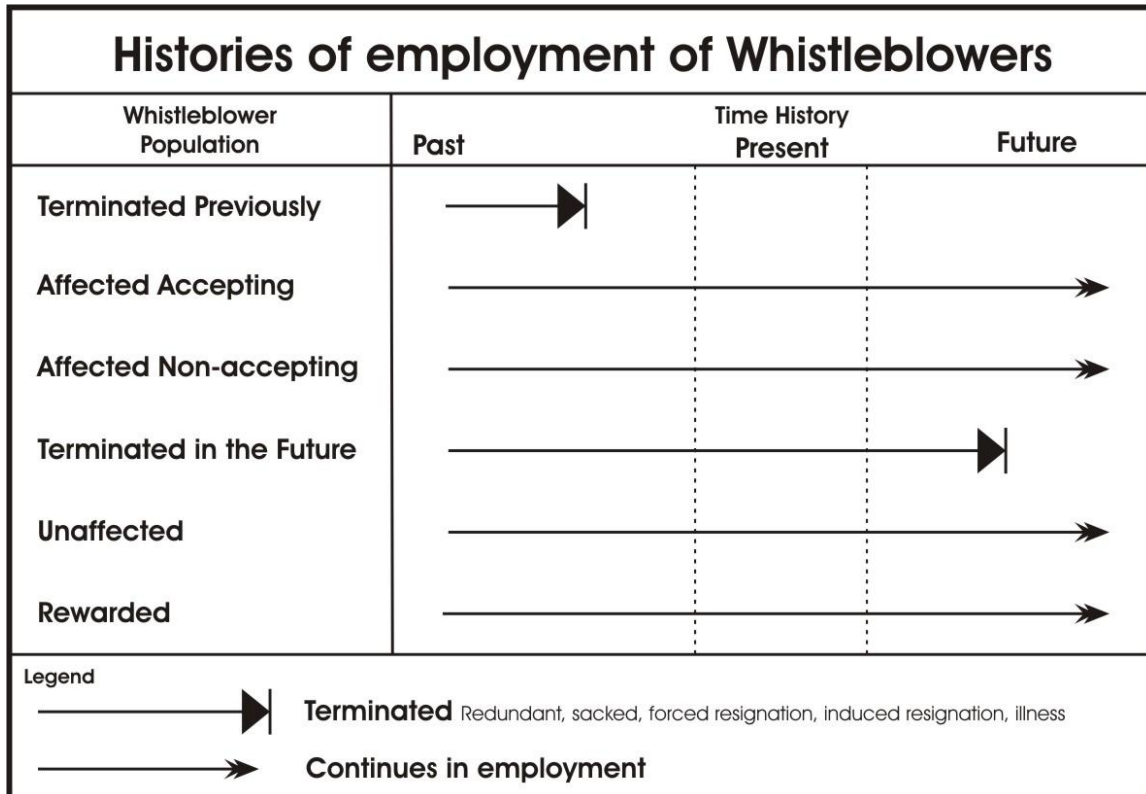 Histories of employment of Whistleblowers
Whistleblower
Population
Time History
Past
Present
Future
Terminated Previously
Affected Accepting
Affected Non-accepting
Terminated in the Future
Unaffected
Rewarded
Legend
Terminated Redundant, sacked, forced resignation, induced resignation, illness
Continues in employment